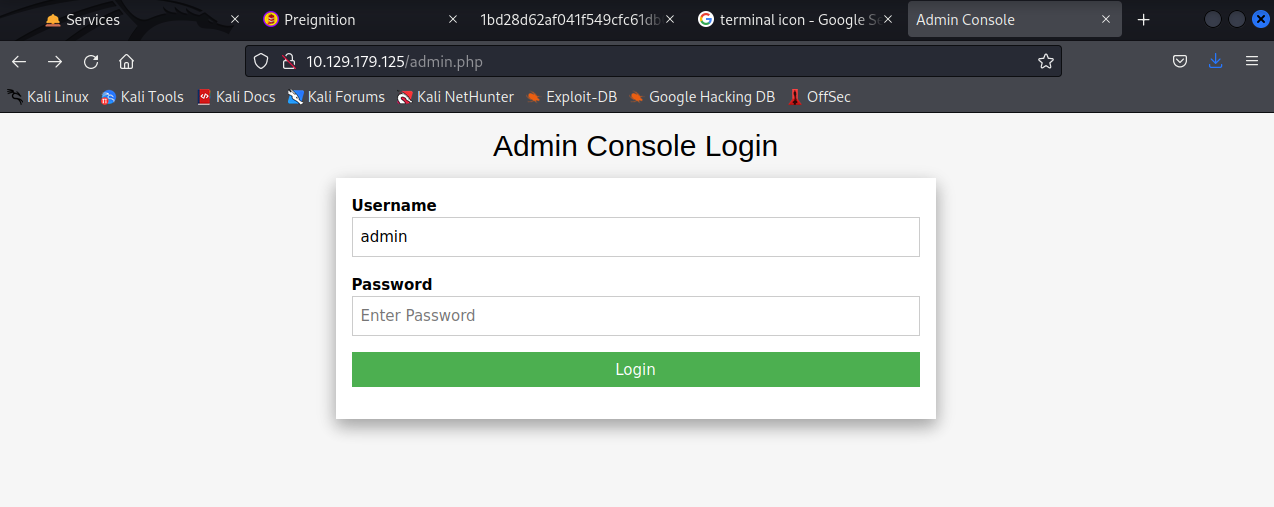 Services
Preignition
1bd28d62af041f549cfc61db
terminal icon - Google Se
Admin Console
10.129.179.125/admin.php
Kali Linux
Kali Tools
Kali Docs
Kali Forums
Kali NetHunter
Exploit-DB
Google Hacking DB
OffSec
Admin Console Login
Username
admin
Password
Enter Password
Login